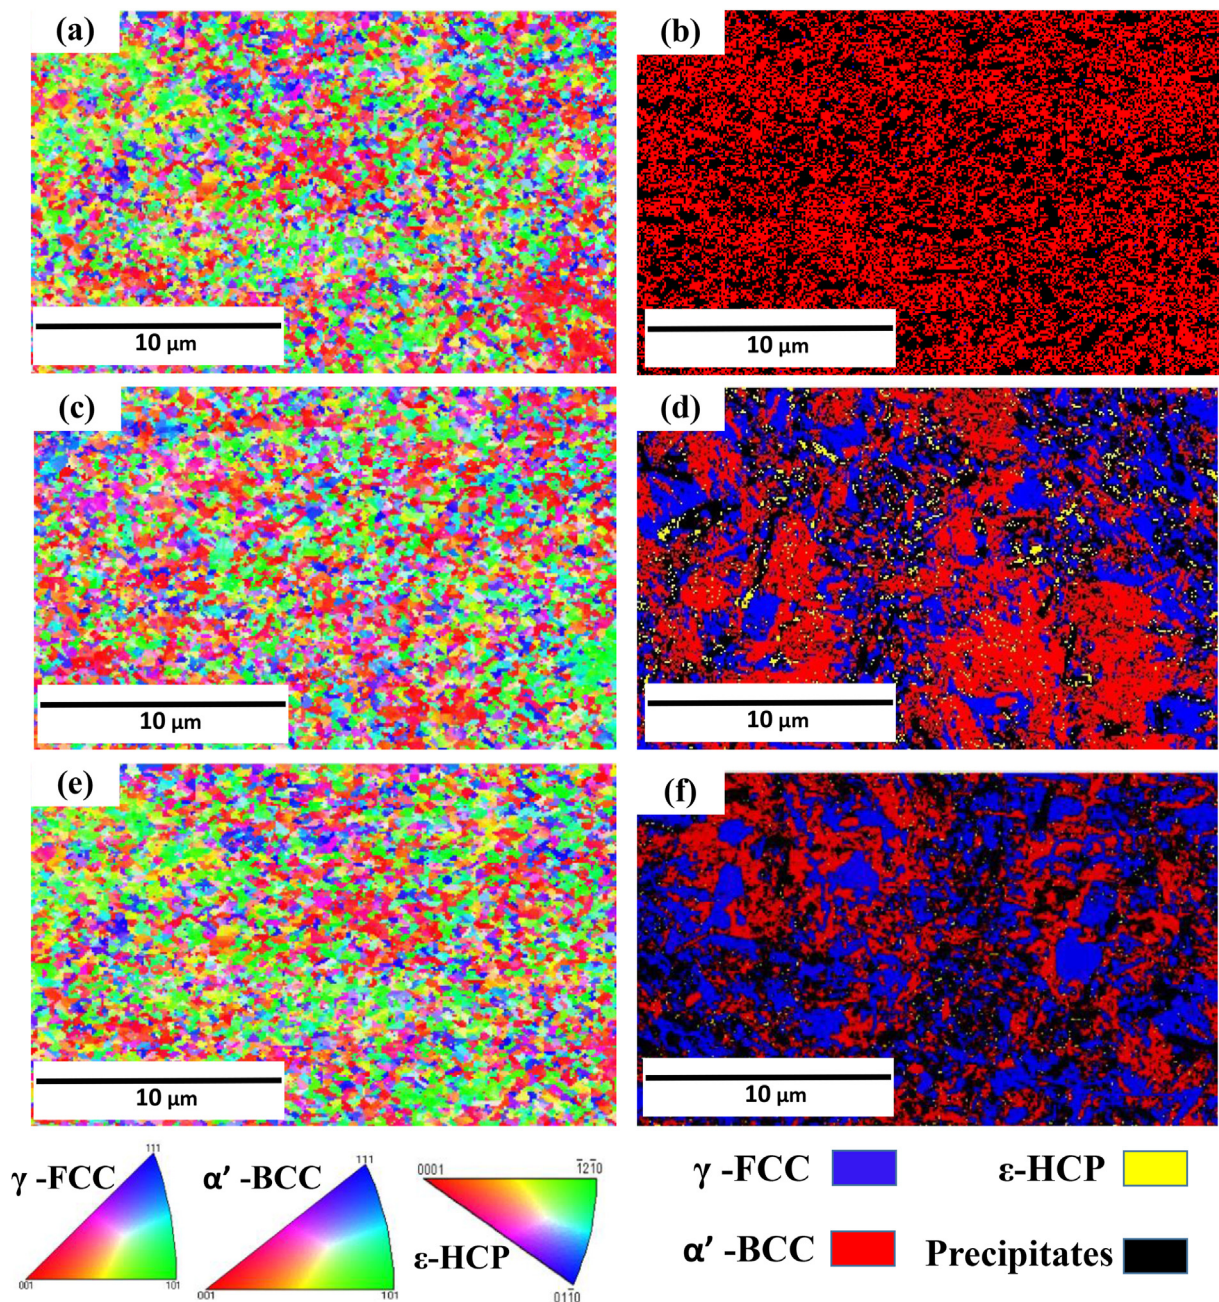 (a)
(b)
10 μm
10 μm
(c)
(d)
10 μm
10 μm
(e)
(f)
10 μm
10 μm
γ -FCC
111
001
101
α' -BCC
111
001
101
0001
1̅21̅0
ε-HCP
011̅0
γ -FCC
ε-HCP
α' -BCC
Precipitates